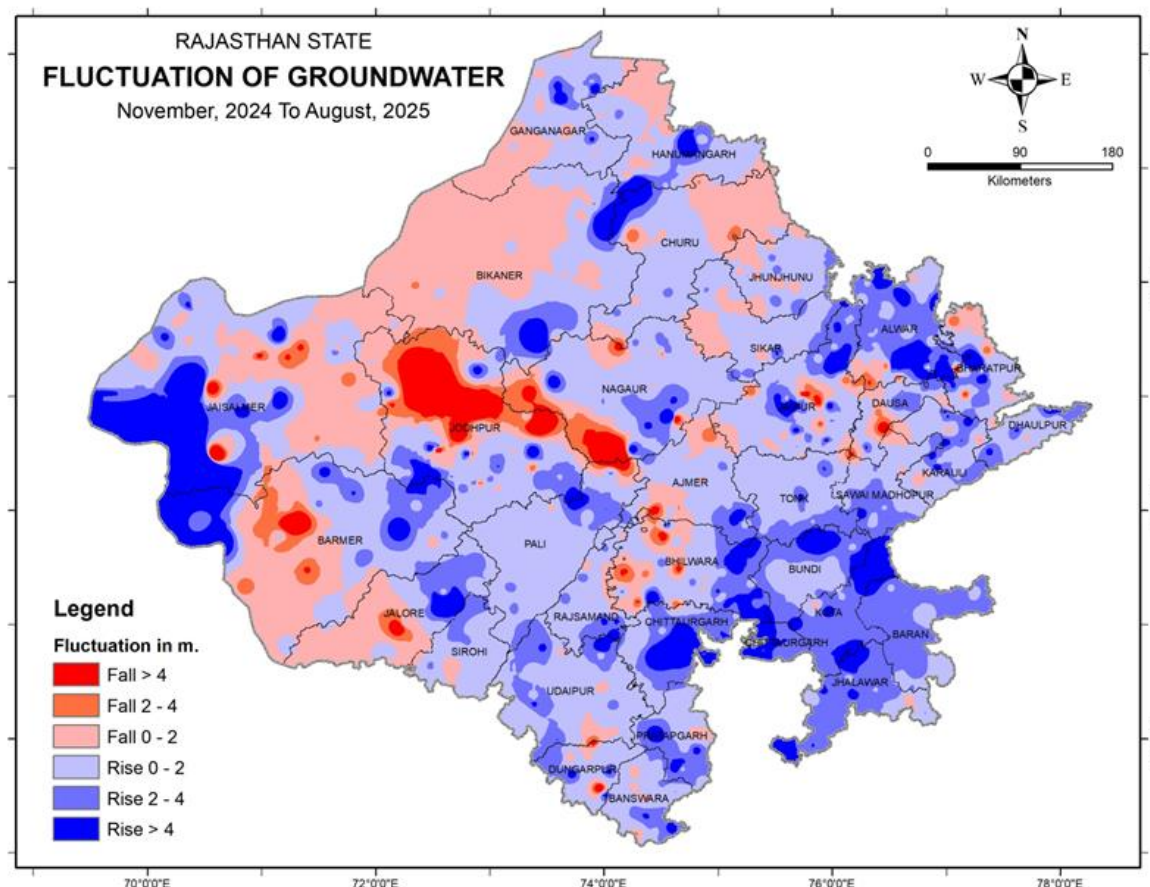 RAJASTHAN STATE
FLUCTUATION OF GROUNDWATER
November, 2024 To August, 2025
N
W E
S
0 90 180
Kilometers
GANGANAGAR
HANUMANGARH
CHURU
BIKANER
JHUNJHUNU
ALWAR
SIKAR
BHARATPUR
NAGAUR
JAISALMER
DAUSA
JODHPUR
DHAULPUR
KARAULI
AJMER
TONK
SAWAI MADHOPUR
BARMER
PALI
BHILWARA
BUNDI
JALORE
RAJSAMAND
CHITTAURGARH
KOTA
CHITTAURGARH
BARAN
SIROHI
JHALAWAR
UDAIPUR
PRATAPGARH
DUNGARPUR
BANSWARA
Legend
Fluctuation in m.
Fall > 4
Fall 2 - 4
Fall 0 - 2
Rise 0 - 2
Rise 2 - 4
Rise > 4
70°0'0"E 72°0'0"E 74°0'0"E 76°0'0"E 78°0'0"E